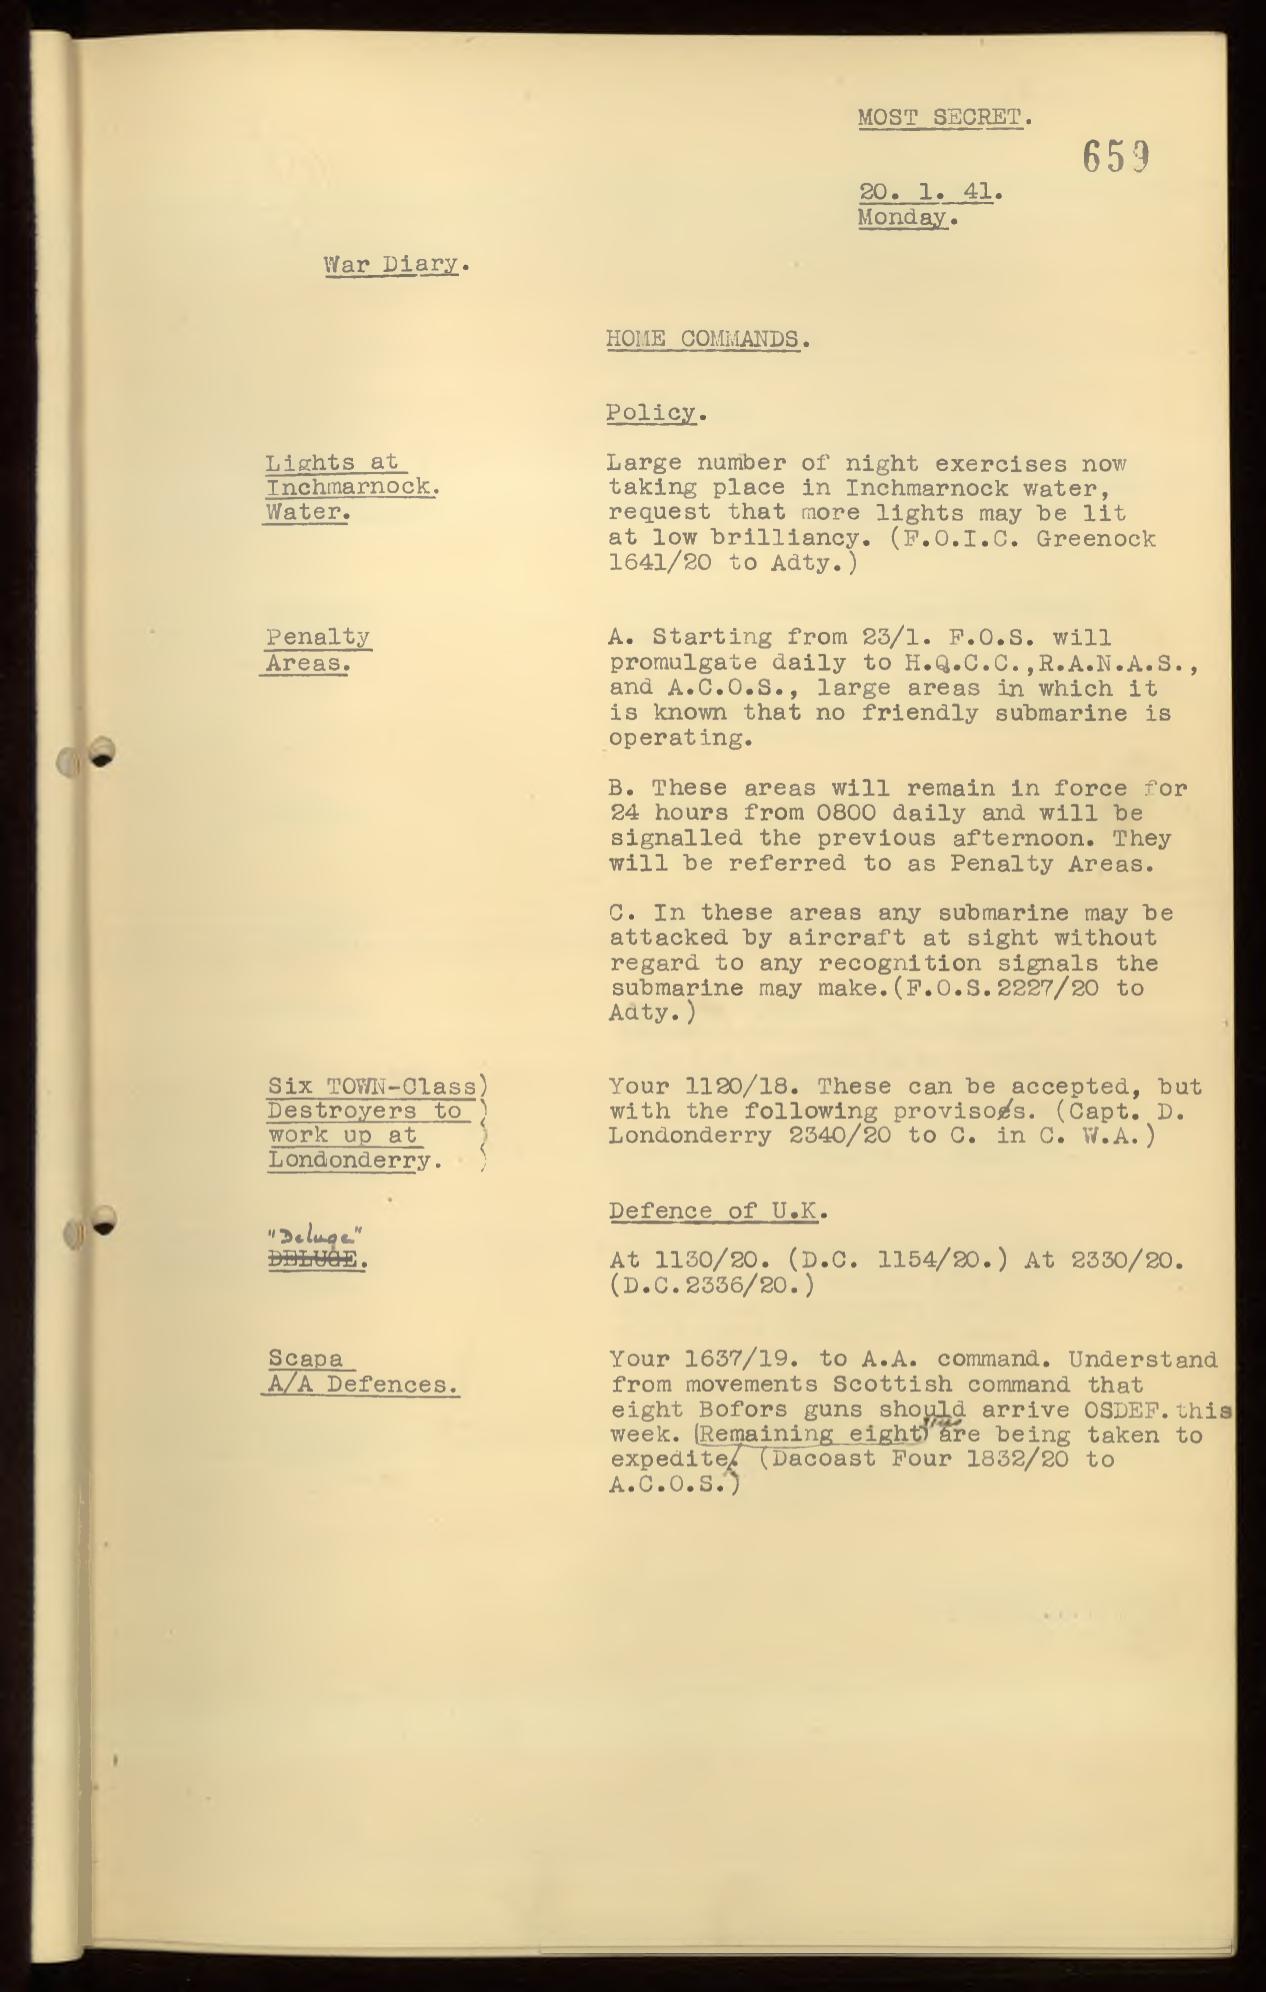 MOST SECRET.
659
20. 1. 41.
Monday.
War Diary.
HOME COMMANDS.
Policy.
Lights at
Inchmarnock.
Water.
Large number of night exercises now
taking place in Inchmarnock water,
request that more lights may be lit
at low brilliancy. (F.O.I.C. Greenock
1641/20 to Adty.)
Penalty
Areas.
A. Starting from 23/1. F.O.S. will
promulgate daily to H.Q.C.C.,R.A.N.A.S.,
and A.C.O.S., large areas in which it
is known that no friendly submarine is
operating.
B. These areas will remain in force for
24 hours from 0800 daily and will be
signalled the previous afternoon. They
will be referred to as Penalty Areas.
C. In these areas any submarine may be
attacked by aircraft at sight without
regard to any recognition signals the
submarine may make.(F.O.S.2227/20 to
Adty.)
Six TOWN-Class)
Destroyers to )
work up at )
Londonderry. )
Your 1120/18. These can be accepted, but
with the following provisoes. (Capt. D.
Londonderry 2340/20 to C. in C. W.A.)
Defence of U.K.
"Deluge"
DELUGE.
At 1130/20. (D.C. 1154/20.) At 2330/20.
(D.C.2336/20.)
Scapa
A/A Defences.
Your 1637/19. to A.A. command. Understand
from movements Scottish command that
eight Bofors guns should arrive OSDEF.this
week. (Remaining eight) are being taken to
expedite. (Dacoast Four 1832/20 to
A.C.O.S.)